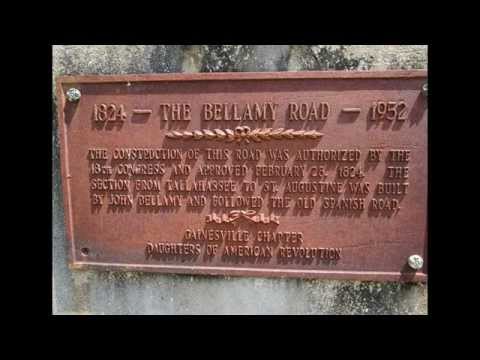 1824 — THE BELLAMY ROAD — 1952
THE CONSTRUCTION OF THIS ROAD WAS AUTHORIZED BY THE
18TH CONGRESS AND APPROVED FEBRUARY 28, 1824. THE
SECTION FROM TALLAHASSEE TO ST. AUGUSTINE WAS BUILT
BY JOHN BELLAMY AND FOLLOWED THE OLD SPANISH ROAD.
GAINESVILLE CHAPTER
DAUGHTERS OF AMERICAN REVOLUTION